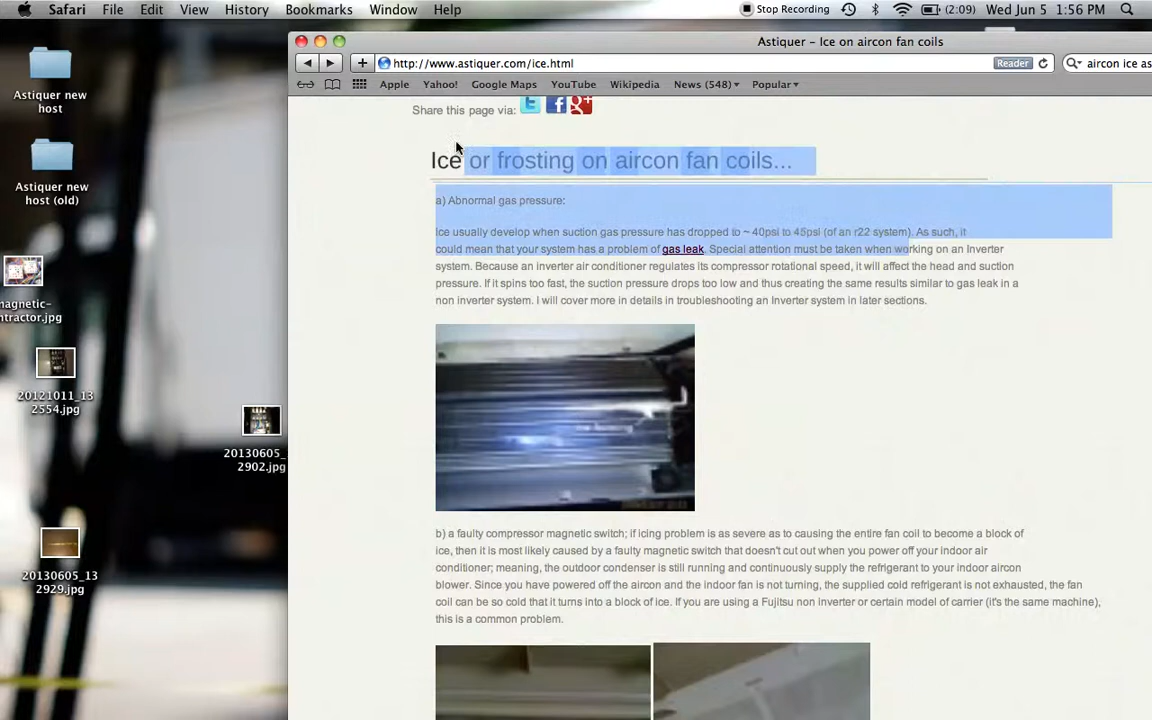 Safari File Edit View History Bookmarks Window Help Stop Recording (2:09) Wed Jun 5 1:56 PM
Astiquer – Ice on aircon fan coils
http://www.astiquer.com/ice.html Reader aircon ice as
Apple Yahoo! Google Maps YouTube Wikipedia News (548) Popular
Share this page via:
Ice or frosting on aircon fan coils...
a) Abnormal gas pressure:
Ice usually develop when suction gas pressure has dropped to ~ 40psi to 45psi (of an r22 system). As such, it
could mean that your system has a problem of gas leak. Special attention must be taken when working on an Inverter
system. Because an inverter air conditioner regulates its compressor rotational speed, it will affect the head and suction
pressure. If it spins too fast, the suction pressure drops too low and thus creating the same results similar to gas leak in a
non inverter system. I will cover more in details in troubleshooting an Inverter system in later sections.
b) a faulty compressor magnetic switch; if icing problem is as severe as to causing the entire fan coil to become a block of
ice, then it is most likely caused by a faulty magnetic switch that doesn't cut out when you power off your indoor air
conditioner; meaning, the outdoor condenser is still running and continuously supply the refrigerant to your indoor aircon
blower. Since you have powered off the aircon and the indoor fan is not turning, the supplied cold refrigerant is not exhausted, the fan
coil can be so cold that it turns into a block of ice. If you are using a Fujitsu non inverter or certain model of carrier (it's the same machine),
this is a common problem.
Astiquer new
host
Astiquer new
host (old)
magnetic-
ntractor.jpg
20121011_13
2554.jpg
20130605_
2902.jpg
20130605_13
2929.jpg